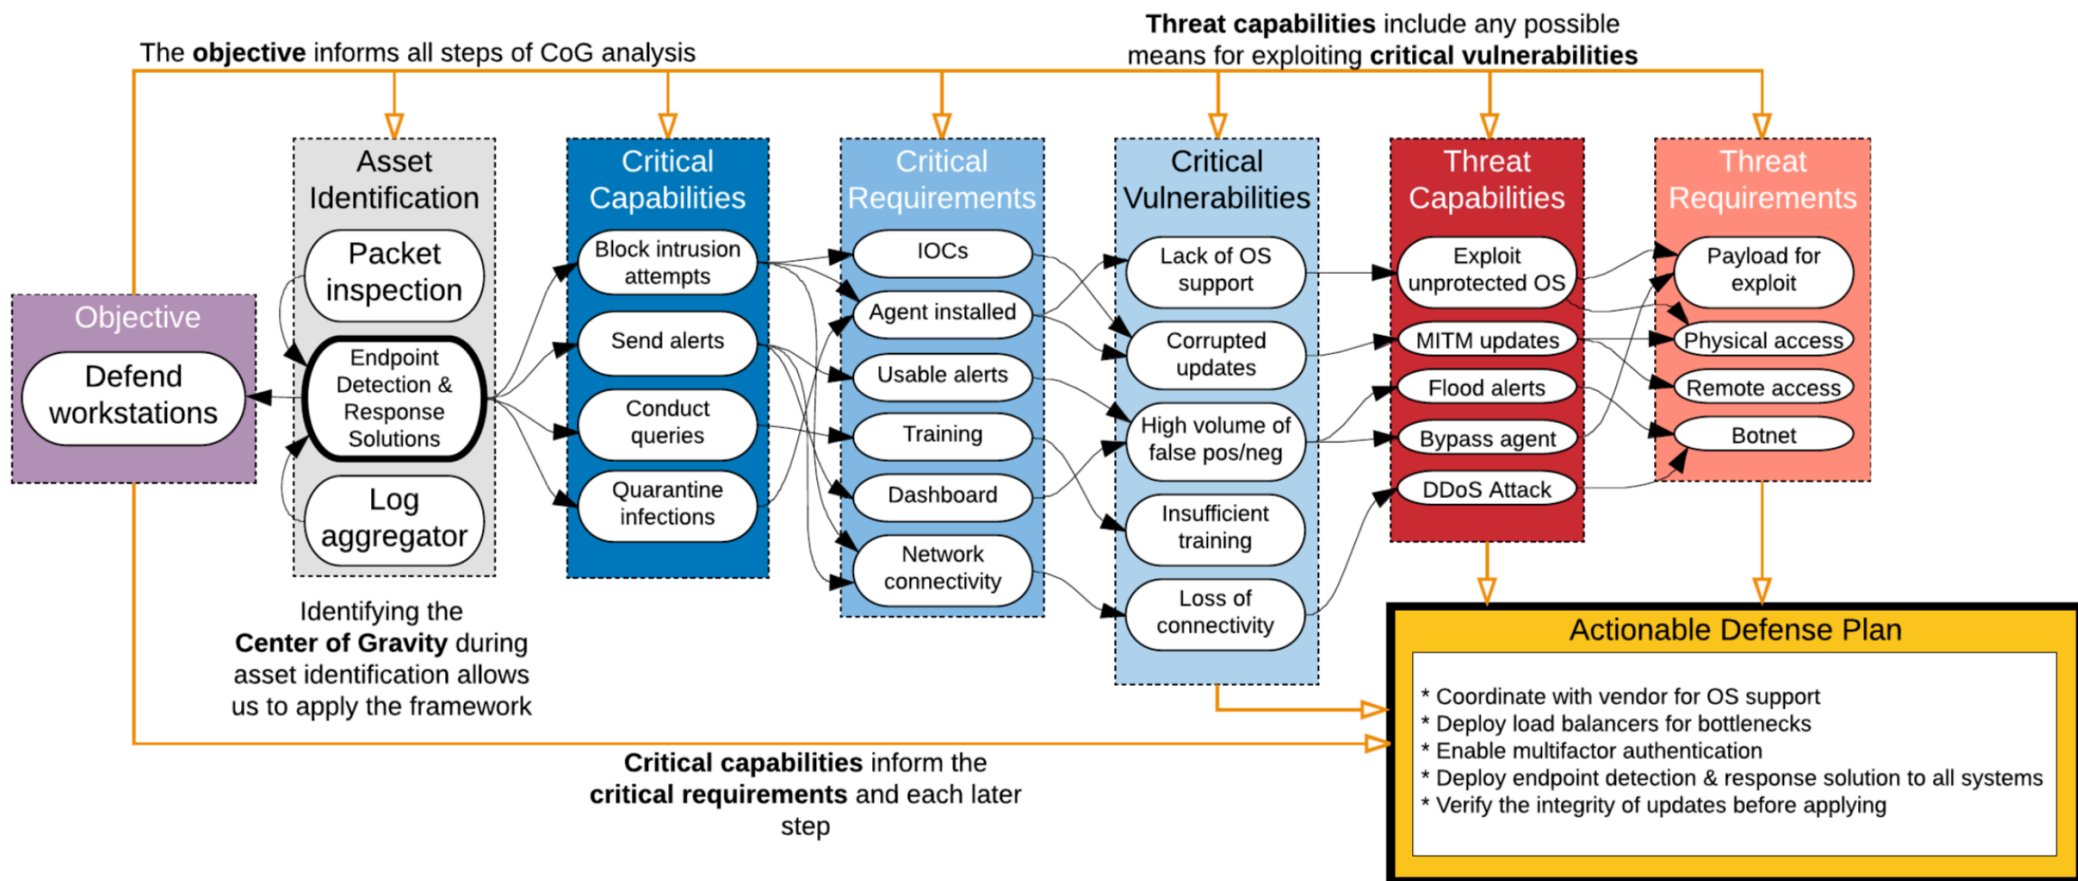 The objective informs all steps of CoG analysis
Threat capabilities include any possible
means for exploiting critical vulnerabilities
Objective
Defend
workstations
Asset
Identification
Packet
inspection
Endpoint
Detection &
Response
Solutions
Log
aggregator
Identifying the
Center of Gravity during
asset identification allows
us to apply the framework
Critical
Capabilities
Block intrusion
attempts
Send alerts
Conduct
queries
Quarantine
infections
Critical
Requirements
IOCs
Agent installed
Usable alerts
Training
Dashboard
Network
connectivity
Critical capabilities inform the
critical requirements and each later
step
Critical
Vulnerabilities
Lack of OS
support
Corrupted
updates
High volume of
false pos/neg
Insufficient
training
Loss of
connectivity
Threat
Capabilities
Exploit
unprotected OS
MITM updates
Flood alerts
Bypass agent
DDoS Attack
Threat
Requirements
Payload for
exploit
Physical access
Remote access
Botnet
Actionable Defense Plan
* Coordinate with vendor for OS support
* Deploy load balancers for bottlenecks
* Enable multifactor authentication
* Deploy endpoint detection & response solution to all systems
* Verify the integrity of updates before applying